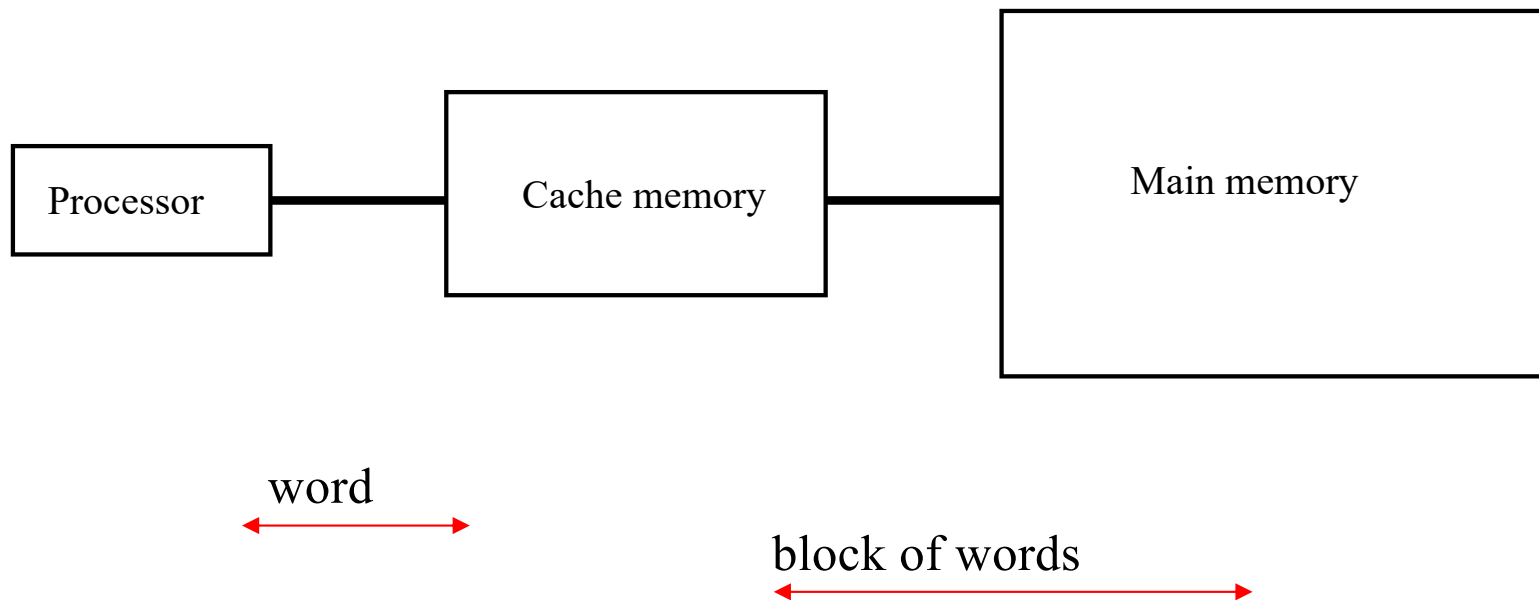 Processor
Cache memory
Main memory
word
block of words